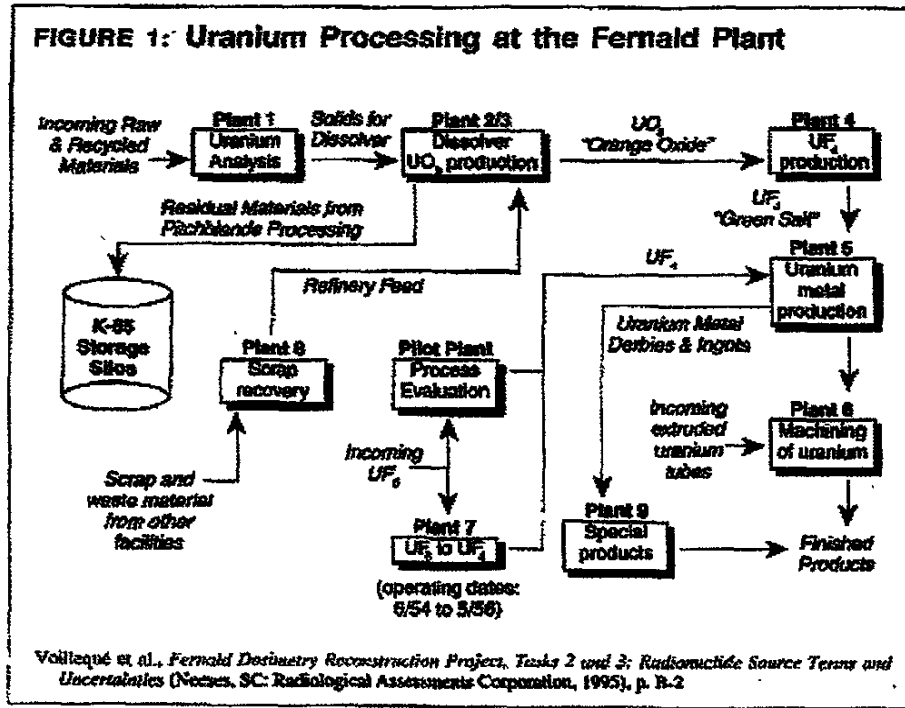 FIGURE 1: Uranium Processing at the Fernald Plant
Incoming Raw
& Recycled
Materials
Plant 1
Uranium
Analysis
Solids for
Dissolver
Plant 2/3
Dissolver
UO₃ production
UO₃
"Orange Oxide"
Plant 4
UF₄
production
UF₄
"Green Salt"
Residual Materials from
Pitchblende Processing
K-65
Storage
Silos
Refinery Feed
Plant 8
Scrap
recovery
Scrap and
waste material
from other
facilities
Pilot Plant
Process
Evaluation
Incoming
UF₆
Plant 7
UF₆ to UF₄
(operating dates:
6/54 to 5/56)
UF₄
Plant 5
Uranium
metal
production
Uranium Metal
Derbies & Ingots
Incoming
extruded
uranium
tubes
Plant 6
Machining
of uranium
Plant 9
Special
products
Finished
Products
Voillequé et al., Fernald Dosimetry Reconstruction Project, Tasks 2 and 3: Radionuclide Source Terms and
Uncertainties (Neeses, SC: Radiological Assessments Corporation, 1995), p. B-2